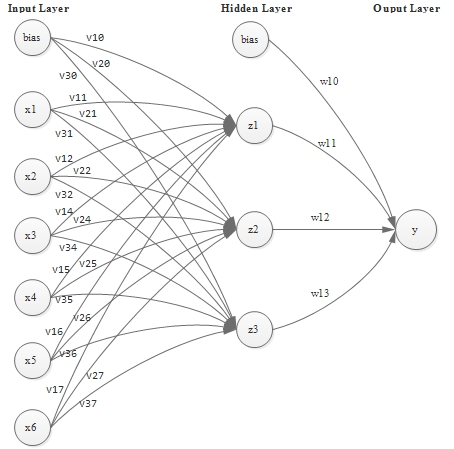 Input Layer Hidden Layer Ouput Layer
bias v10 bias
v20
v30
w10
x1 v11
v21 z1
v31
w11
v12
x2 v22
v32
v14
v24 w12
x3 z2 y
v34
v25
v15
x4 v35 w13
v26
v16 z3
x5 v36
v27
v17
v37
x6